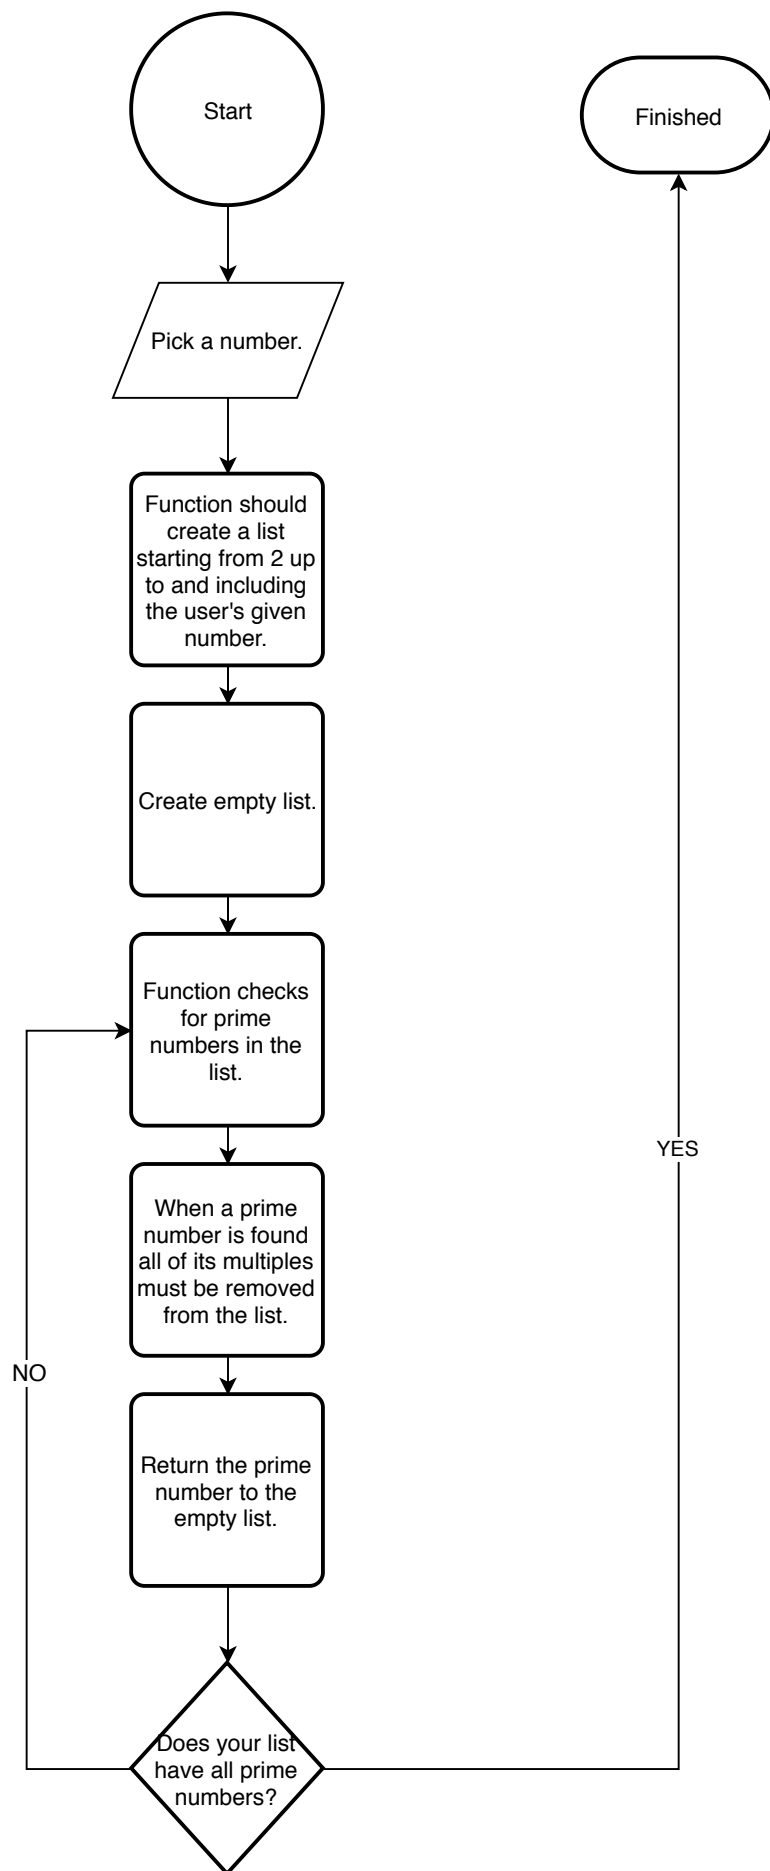 Start
Finished
Pick a number.
Function should
create a list
starting from 2 up
to and including
the user's given
number.
Create empty list.
Function checks
for prime
numbers in the
list.
YES
When a prime
number is found
all of its multiples
must be removed
from the list.
NO
Return the prime
number to the
empty list.
Does your list
have all prime
numbers?